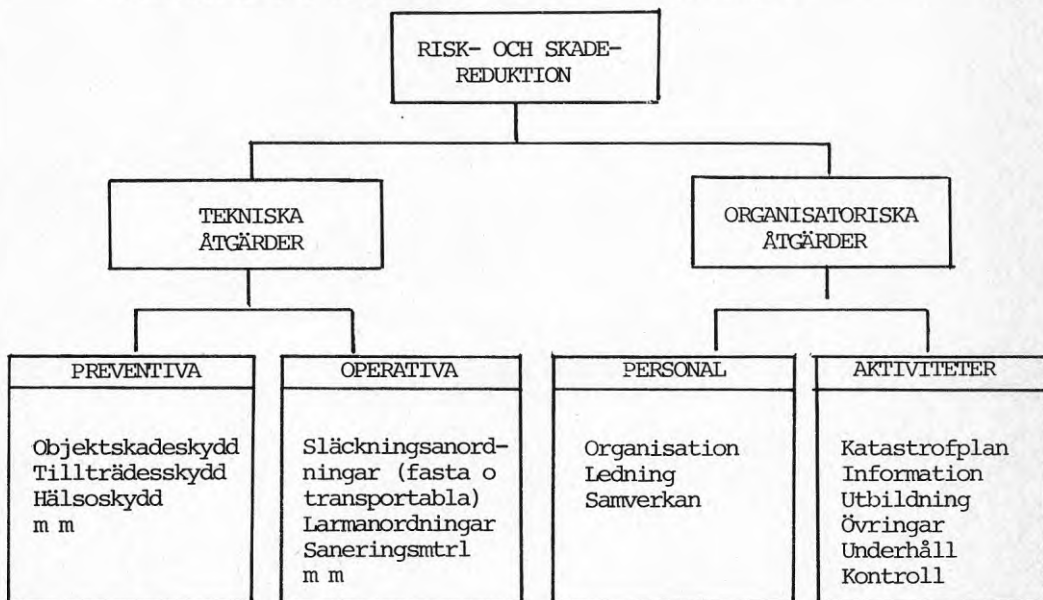 RISK- OCH SKADE-
REDUKTION
TEKNISKA
ÅTGÄRDER
ORGANISATORISKA
ÅTGÄRDER
PREVENTIVA
Objektskadeskydd
Tillträdesskydd
Hälsoskydd
m m
OPERATIVA
Släckningsanord-
ningar (fasta o
transportabla)
Larmanordningar
Saneringsmtrl
m m
PERSONAL
Organisation
Ledning
Samverkan
AKTIVITETER
Katastrofplan
Information
Utbildning
Övringar
Underhåll
Kontroll